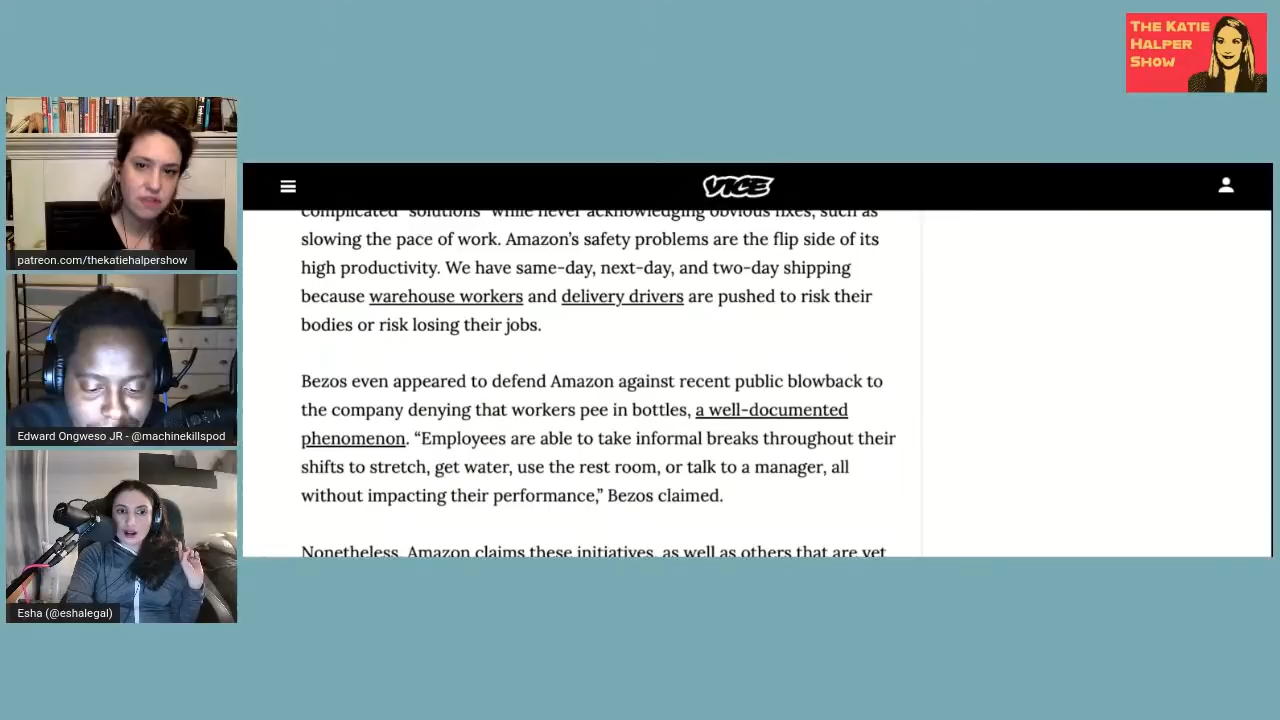 THE KATIE
HALPER
SHOW
patreon.com/thekatiehalpershow
Edward Ongweso JR - @machinekillspod
Esha (@eshalegal)
VICE
complicated "solutions" while never acknowledging obvious fixes, such as
slowing the pace of work. Amazon’s safety problems are the flip side of its
high productivity. We have same-day, next-day, and two-day shipping
because warehouse workers and delivery drivers are pushed to risk their
bodies or risk losing their jobs.
Bezos even appeared to defend Amazon against recent public blowback to
the company denying that workers pee in bottles, a well-documented
phenomenon. “Employees are able to take informal breaks throughout their
shifts to stretch, get water, use the rest room, or talk to a manager, all
without impacting their performance,” Bezos claimed.
Nonetheless, Amazon claims these initiatives, as well as others that are yet